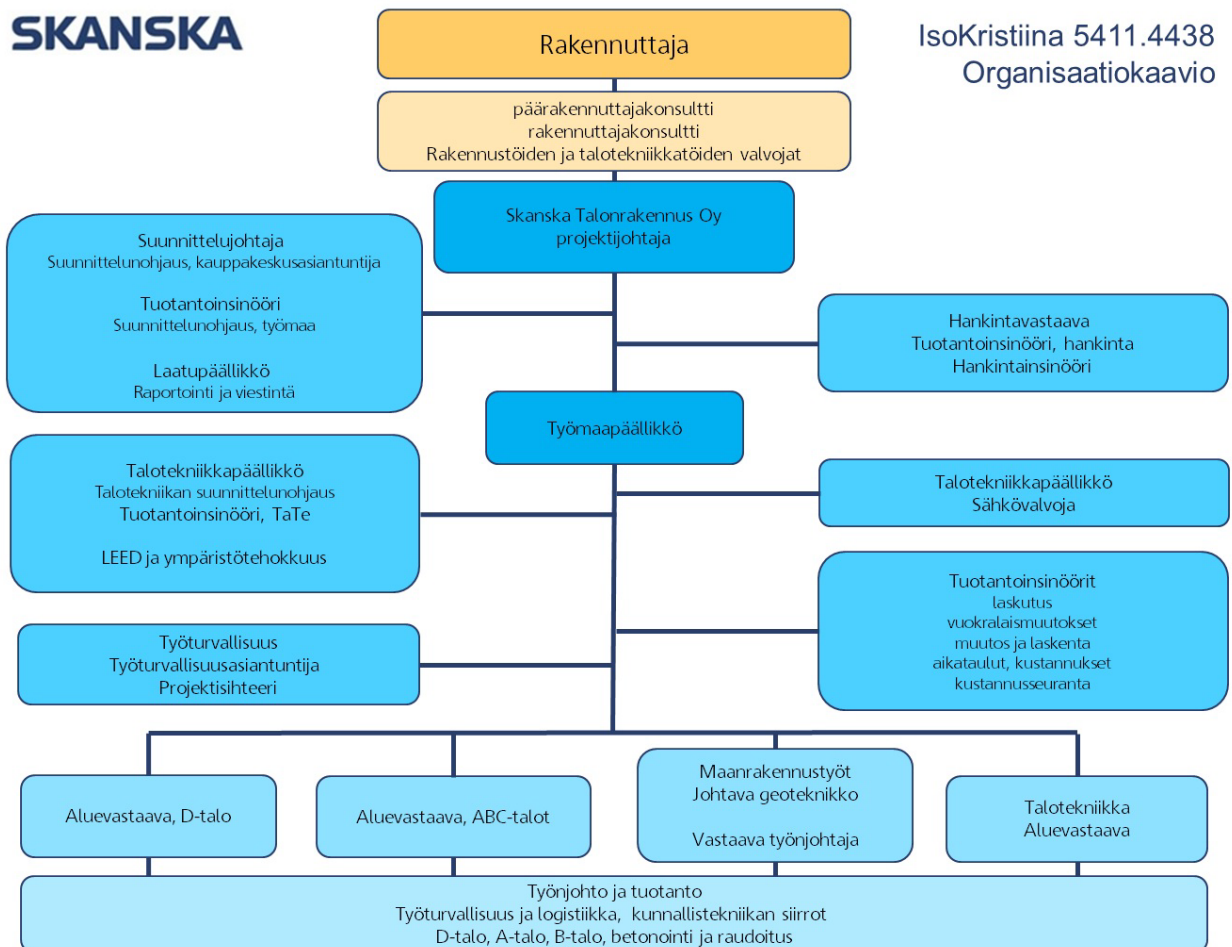 SKANSKA
IsoKristiina 5411.4438
Organisaatiokaavio
Rakennuttaja
päärakennuttajakonsultti
rakennuttajakonsultti
Rakennustöiden ja talotekniikkatöiden valvojat
Skanska Talonrakennus Oy
projektijohtaja
Suunnittelujohtaja
Suunnittelunohjaus, kauppakeskusasiantuntija
Tuotantoinsinööri
Suunnittelunohjaus, työmaa
Laatupäällikkö
Raportointi ja viestintä
Hankintavastaava
Tuotantoinsinööri, hankinta
Hankintainsinööri
Työmaapäällikkö
Talotekniikkapäällikkö
Talotekniikan suunnittelunohjaus
Tuotantoinsinööri, TaTe
LEED ja ympäristötehokkuus
Talotekniikkapäällikkö
Sähkövalvoja
Tuotantoinsinöörit
laskutus
vuokralaismuutokset
muutos ja laskenta
aikataulut, kustannukset
kustannusseuranta
Työturvallisuus
Työturvallisuusasiantuntija
Projektisihteeri
Aluevastaava, D-talo
Aluevastaava, ABC-talot
Maanrakennustyöt
Johtava geoteknikko
Vastaava työnjohtaja
Talotekniikka
Aluevastaava
Työnjohto ja tuotanto
Työturvallisuus ja logistiikka, kunnallistekniikan siirrot
D-talo, A-talo, B-talo, betonointi ja raudoitus